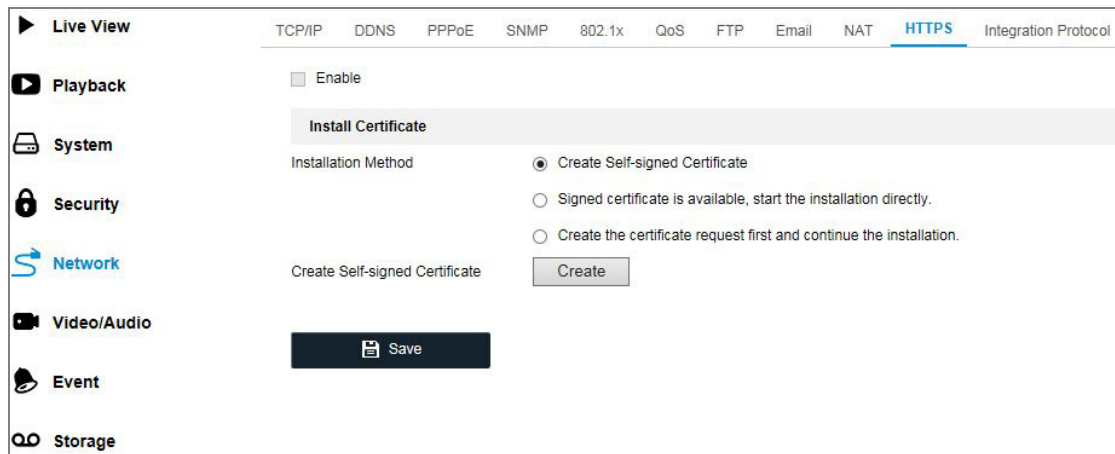 Live View
Playback
System
Security
Network
Video/Audio
Event
Storage
TCP/IP DDNS PPPoE SNMP 802.1x QoS FTP Email NAT HTTPS Integration Protocol
Enable
Install Certificate
Installation Method
Create Self-signed Certificate
Signed certificate is available, start the installation directly.
Create the certificate request first and continue the installation.
Create Self-signed Certificate Create
Save